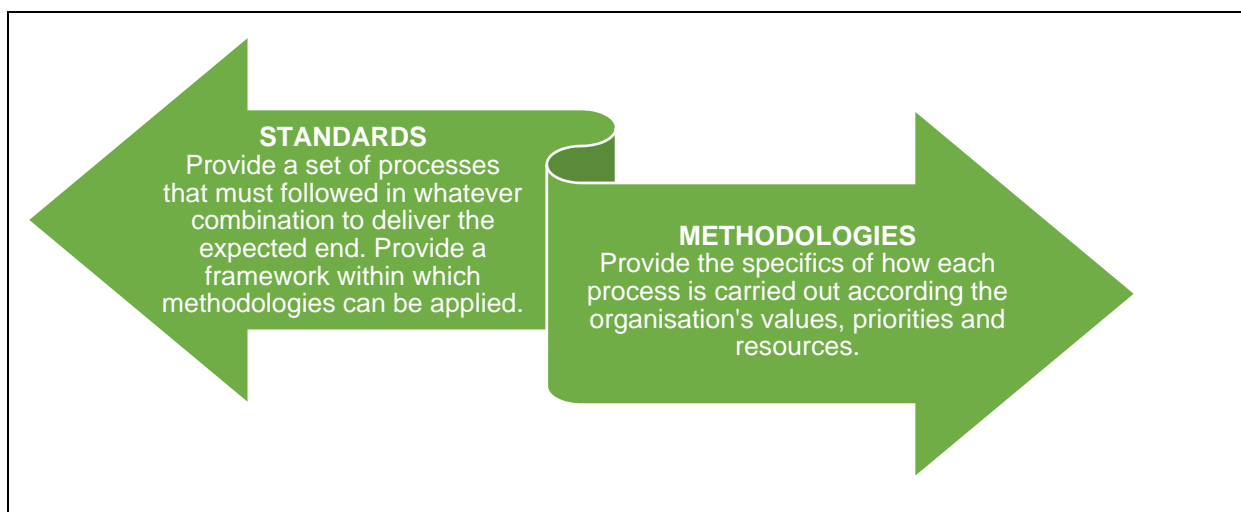 STANDARDS
Provide a set of processes
that must followed in whatever
combination to deliver the
expected end. Provide a
framework within which
methodologies can be applied.
METHODOLOGIES
Provide the specifics of how each
process is carried out according the
organisation's values, priorities and
resources.